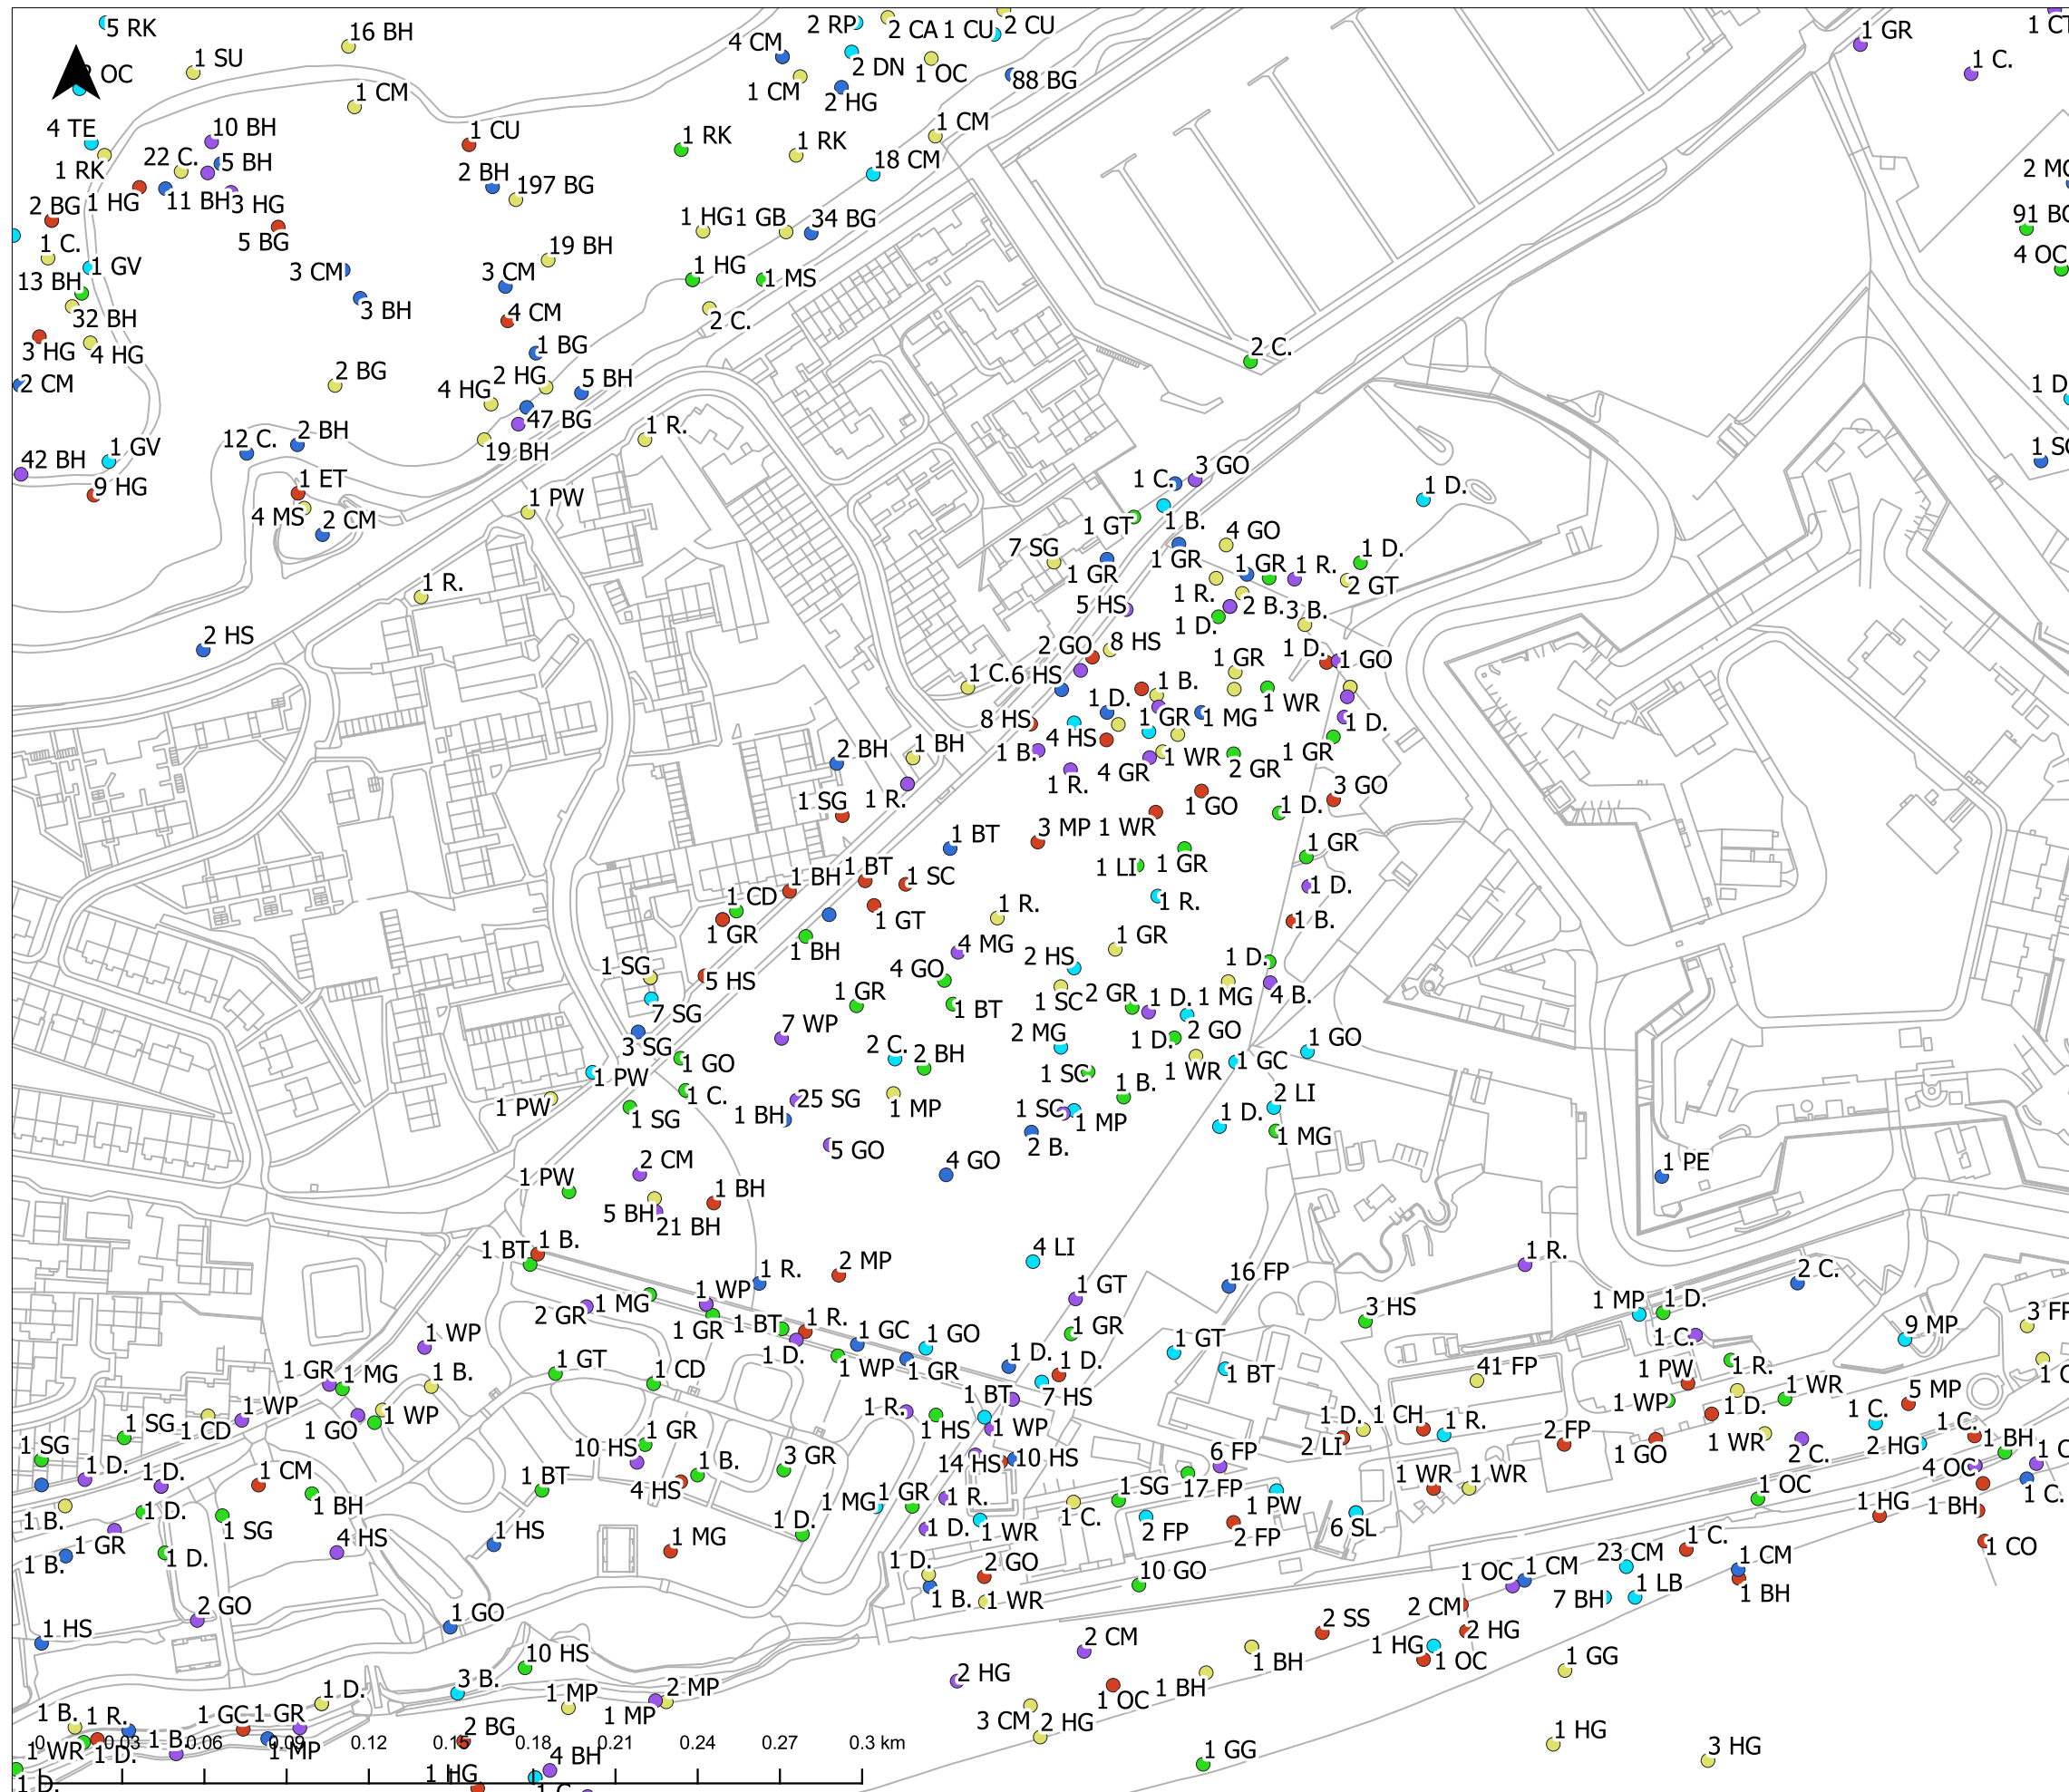 5 RK
1 SU
16 BH
2 RP
2 CA
1 CU
2 CU
4 CM
2 DN
1 OC
88 BG
1 GR
1 C.
OC
1 CM
1 CM
2 HG
4 TE
10 BH
1 CU
1 RK
1 RK
1 CM
1 RK
22 C.
5 BH
2 BH
197 BG
18 CM
2 BG
1 HG
11 BH
3 HG
1 HG
1 GB
34 BG
1 C.
5 BG
19 BH
1 GV
3 CM
3 CM
1 HG
1 MS
13 BH
3 BH
32 BH
4 CM
2 C.
3 HG
4 HG
1 BG
2 C.
2 CM
2 BG
4 HG
2 HG
5 BH
47 BG
12 C.
2 BH
19 BH
1 R.
42 BH
1 GV
9 HG
1 ET
1 PW
1 C.
3 GO
1 D.
4 MS
2 CM
1 GT
1 B.
4 GO
7 SG
1 GR
1 GR
1 GR
1 R.
1 D.
2 GT
1 R.
1 R.
5 HS
2 B.
3 B.
2 HS
1 D.
2 GO
8 HS
1 GR
1 D.
1 GO
1 C.
6 HS
1 B.
1 D.
1 WR
8 HS
4 HS
1 GR
1 MG
1 D.
2 BH
1 BH
1 B.
1 WR
2 GR
1 GR
1 R.
4 GR
1 R.
3 GO
1 SG
1 GO
1 D.
1 BT
3 MP
1 WR
1 GR
1 LI
1 GR
1 BH
1 BT
1 SC
1 R.
1 D.
1 CD
1 GR
1 GT
1 R.
1 B.
1 BH
4 MG
1 GR
1 SG
5 HS
4 GO
2 HS
1 D.
7 SG
1 GR
1 BT
1 SC
2 GR
1 D.
1 MG
4 B.
3 SG
7 WP
2 C.
2 BH
2 MG
1 D.
2 GO
1 GO
1 GO
1 PW
1 C.
1 SC
1 WR
1 GC
1 PW
1 SG
1 BH
25 SG
1 MP
1 B.
2 LI
1 SG
1 MP
1 D.
1 MG
5 GO
2 B.
2 CM
4 GO
1 PE
1 PW
1 BH
5 BH
21 BH
1 BT
1 B.
4 LI
1 R.
2 MP
16 FP
1 R.
2 C.
2 GR
1 MG
1 WP
1 GT
3 HS
1 MP
1 D.
1 GR
1 BT
1 R.
1 GC
1 GO
1 GR
1 C.
9 MP
1 WP
1 D.
1 WP
1 GR
1 D.
1 D.
1 GT
1 BT
41 FP
1 PW
1 R.
1 GR
1 MG
1 B.
1 GT
1 CD
7 HS
1 WP
1 D.
1 WR
5 MP
1 SG
1 CD
1 WP
1 GO
1 WP
1 R.
1 HS
1 BT
1 WP
1 D.
1 CH
1 R.
2 LI
2 FP
1 GO
1 WR
2 C.
1 C.
1 C.
2 HG
1 BH
1 SG
1 D.
1 D.
1 CM
10 HS
1 GR
1 B.
3 GR
14 HS
10 HS
6 FP
4 OC
1 BH
1 BT
4 HS
1 MG
1 GR
1 R.
1 SG
17 FP
1 PW
1 WR
1 WR
1 OC
1 HG
1 BH
1 C.
1 B.
1 D.
1 SG
1 D.
1 D.
1 WR
1 C.
2 FP
2 FP
6 SL
1 GR
1 B.
1 D.
4 HS
1 HS
1 MG
1 D.
2 GO
10 GO
1 OC
1 CM
23 CM
1 C.
1 CM
1 CO
1 B.
1 WR
7 BH
1 LB
1 BH
2 GO
1 HS
1 GO
2 SS
2 CM
2 HG
1 HG
1 OC
10 HS
2 CM
1 BH
1 GG
3 B.
1 D.
1 MP
1 MP
2 MP
2 HG
1 OC
1 BH
3 CM
2 HG
1 B.
1 R.
1 B.
1 GC
1 GR
1 MP
2 BG
1 WR
1 D.
1 HG
4 BH
1 GG
1 HG
3 HG
1 D.
0 0.03 0.06 0.09 0.12 0.15 0.18 0.21 0.24 0.27 0.3 km